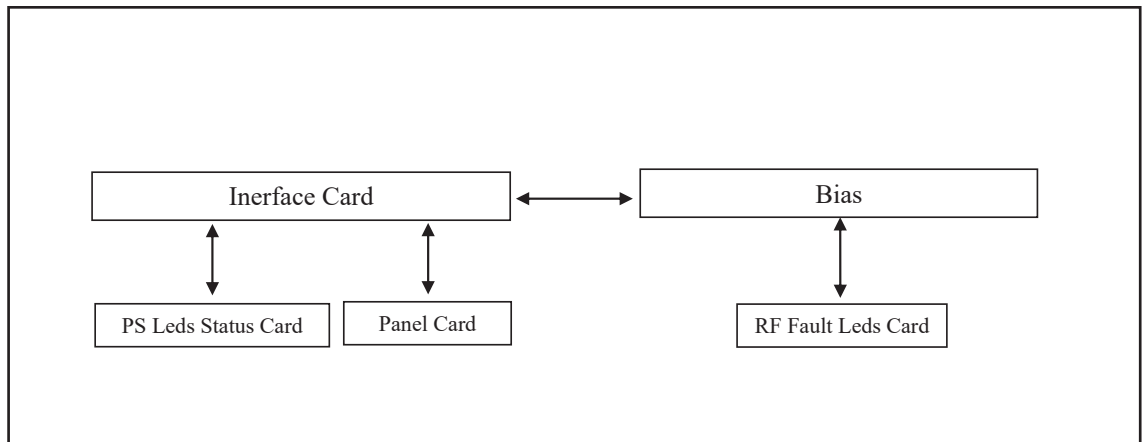 Inerface Card
Bias
PS Leds Status Card
Panel Card
RF Fault Leds Card